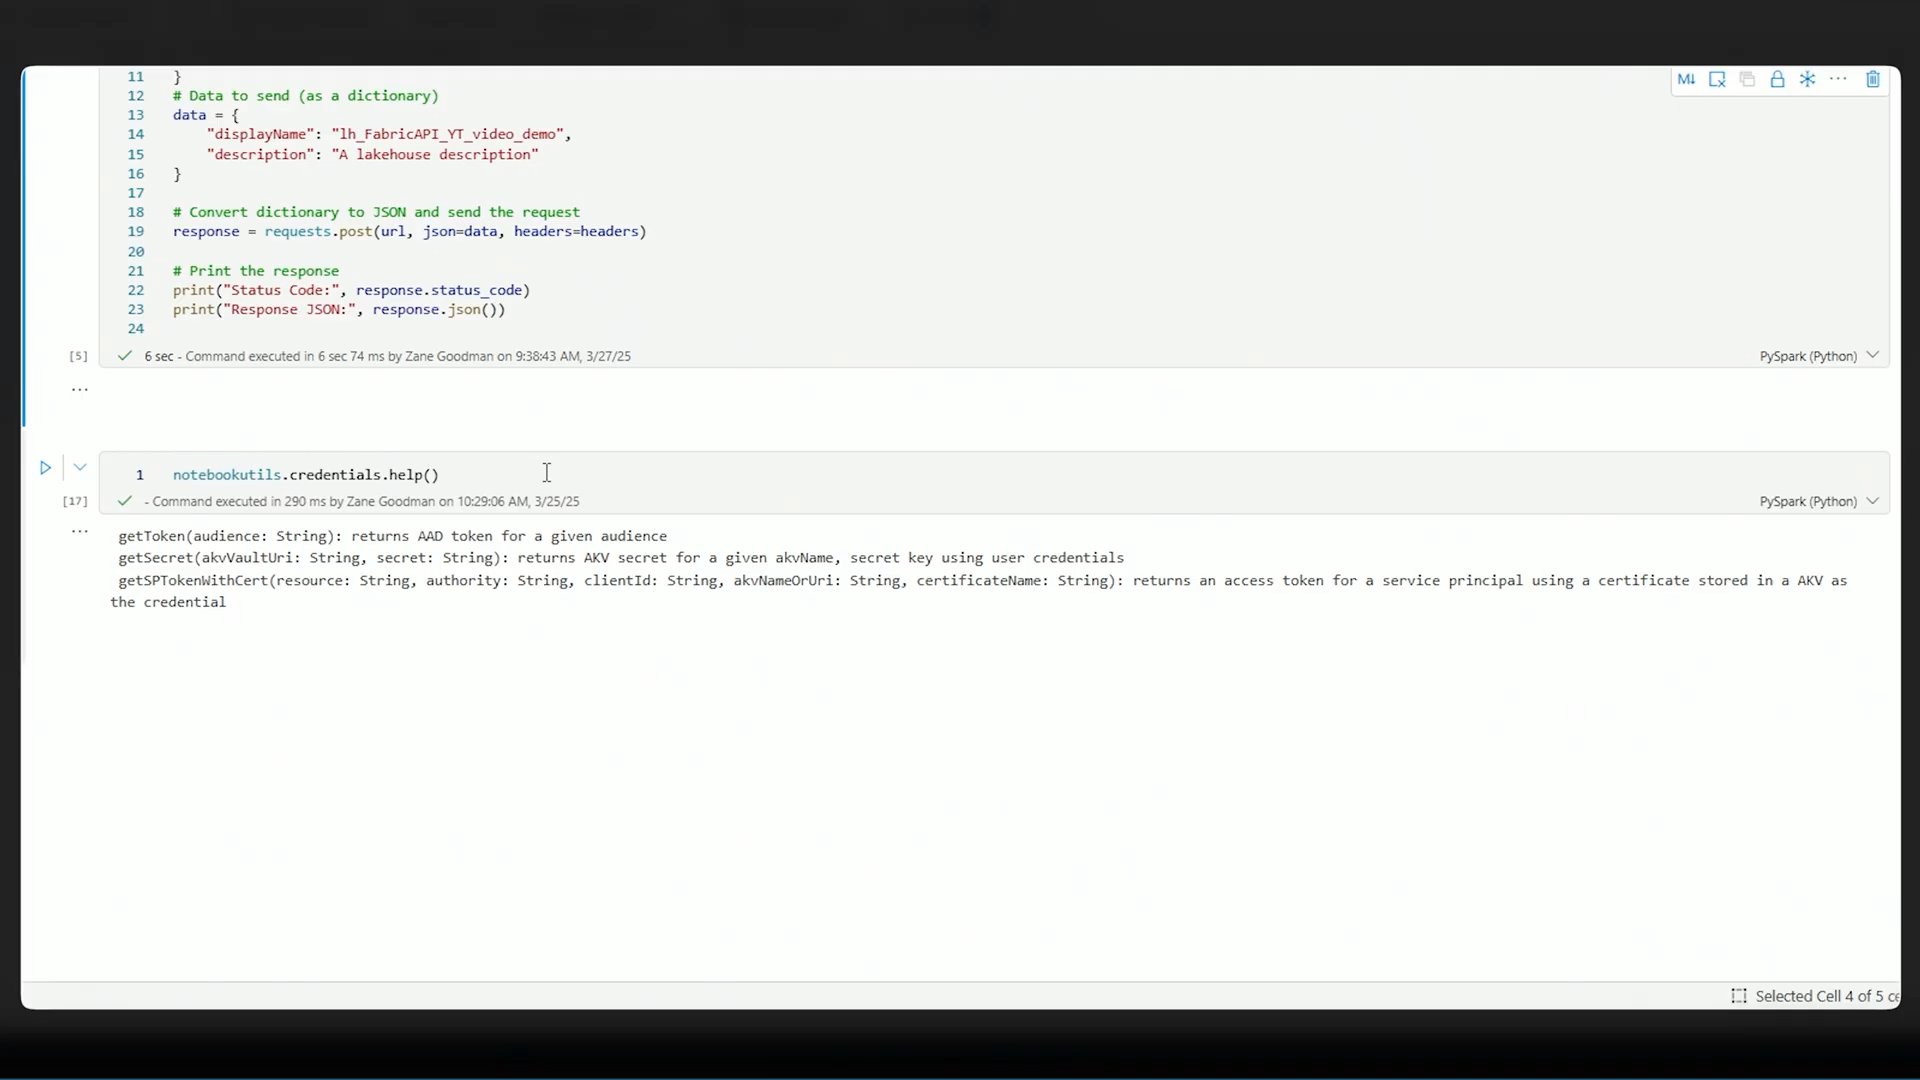 11 }
12 # Data to send (as a dictionary)
13 data = {
14     "displayName": "lh_FabricAPI_YT_video_demo",
15     "description": "A lakehouse description"
16 }
17
18 # Convert dictionary to JSON and send the request
19 response = requests.post(url, json=data, headers=headers)
20
21 # Print the response
22 print("Status Code:", response.status_code)
23 print("Response JSON:", response.json())
24
[5] 6 sec - Command executed in 6 sec 74 ms by Zane Goodman on 9:38:43 AM, 3/27/25 PySpark (Python)
1 notebookutils.credentials.help()
[17] - Command executed in 290 ms by Zane Goodman on 10:29:06 AM, 3/25/25 PySpark (Python)
getToken(audience: String): returns AAD token for a given audience
getSecret(akvVaultUri: String, secret: String): returns AKV secret for a given akvName, secret key using user credentials
getSPTokenWithCert(resource: String, authority: String, clientId: String, akvNameOrUri: String, certificateName: String): returns an access token for a service principal using a certificate stored in a AKV as
the credential
Selected Cell 4 of 5 ce